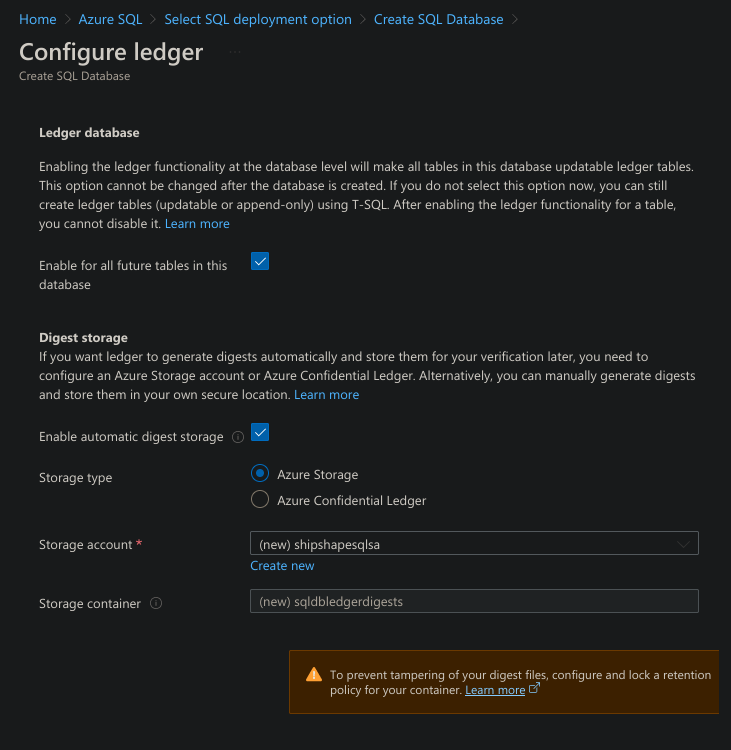 Home > Azure SQL > Select SQL deployment option > Create SQL Database >
Configure ledger ...
Create SQL Database
Ledger database
Enabling the ledger functionality at the database level will make all tables in this database updatable ledger tables.
This option cannot be changed after the database is created. If you do not select this option now, you can still
create ledger tables (updatable or append-only) using T-SQL. After enabling the ledger functionality for a table,
you cannot disable it. Learn more
Enable for all future tables in this
database
Digest storage
If you want ledger to generate digests automatically and store them for your verification later, you need to
configure an Azure Storage account or Azure Confidential Ledger. Alternatively, you can manually generate digests
and store them in your own secure location. Learn more
Enable automatic digest storage
Storage type
Azure Storage
Azure Confidential Ledger
Storage account *
(new) shipshapesqlsa
Create new
Storage container
(new) sqldbledgerdigests
To prevent tampering of your digest files, configure and lock a retention
policy for your container. Learn more